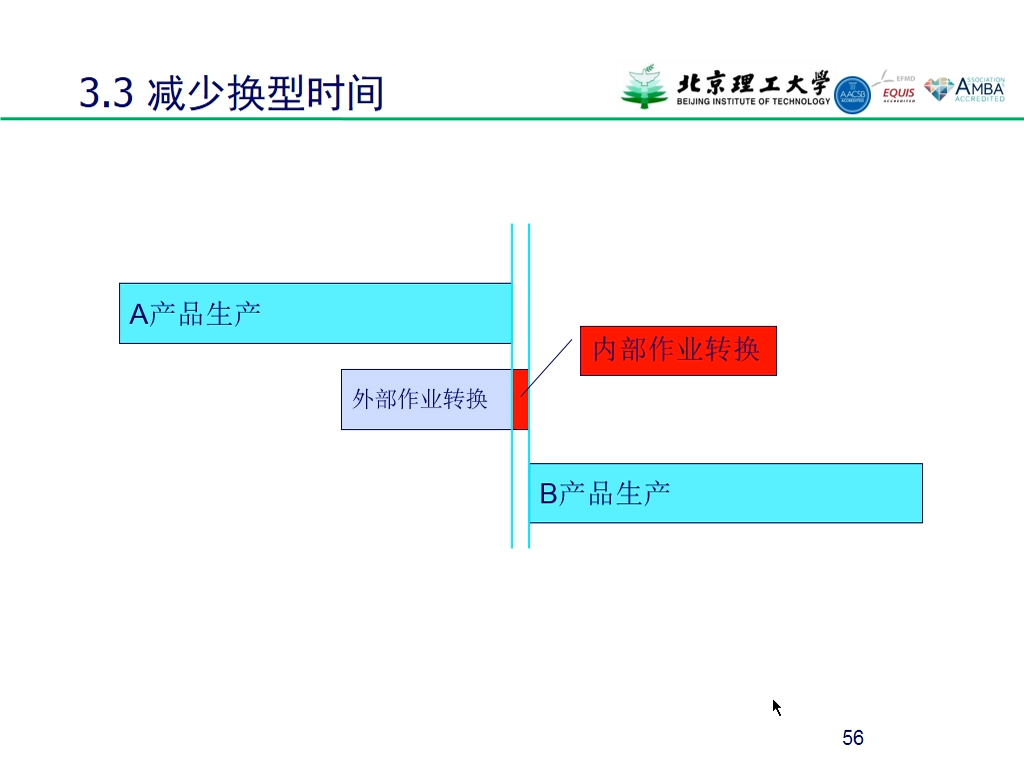 3.3 减少换型时间
北京理工大学
BEIJING INSTITUTE OF TECHNOLOGY
AACSB
ACCREDITED
EFMD
EQUIS
ACCREDITED
ASSOCIATION
AMBA
ACCREDITED
A产品生产
内部作业转换
外部作业转换
B产品生产
56